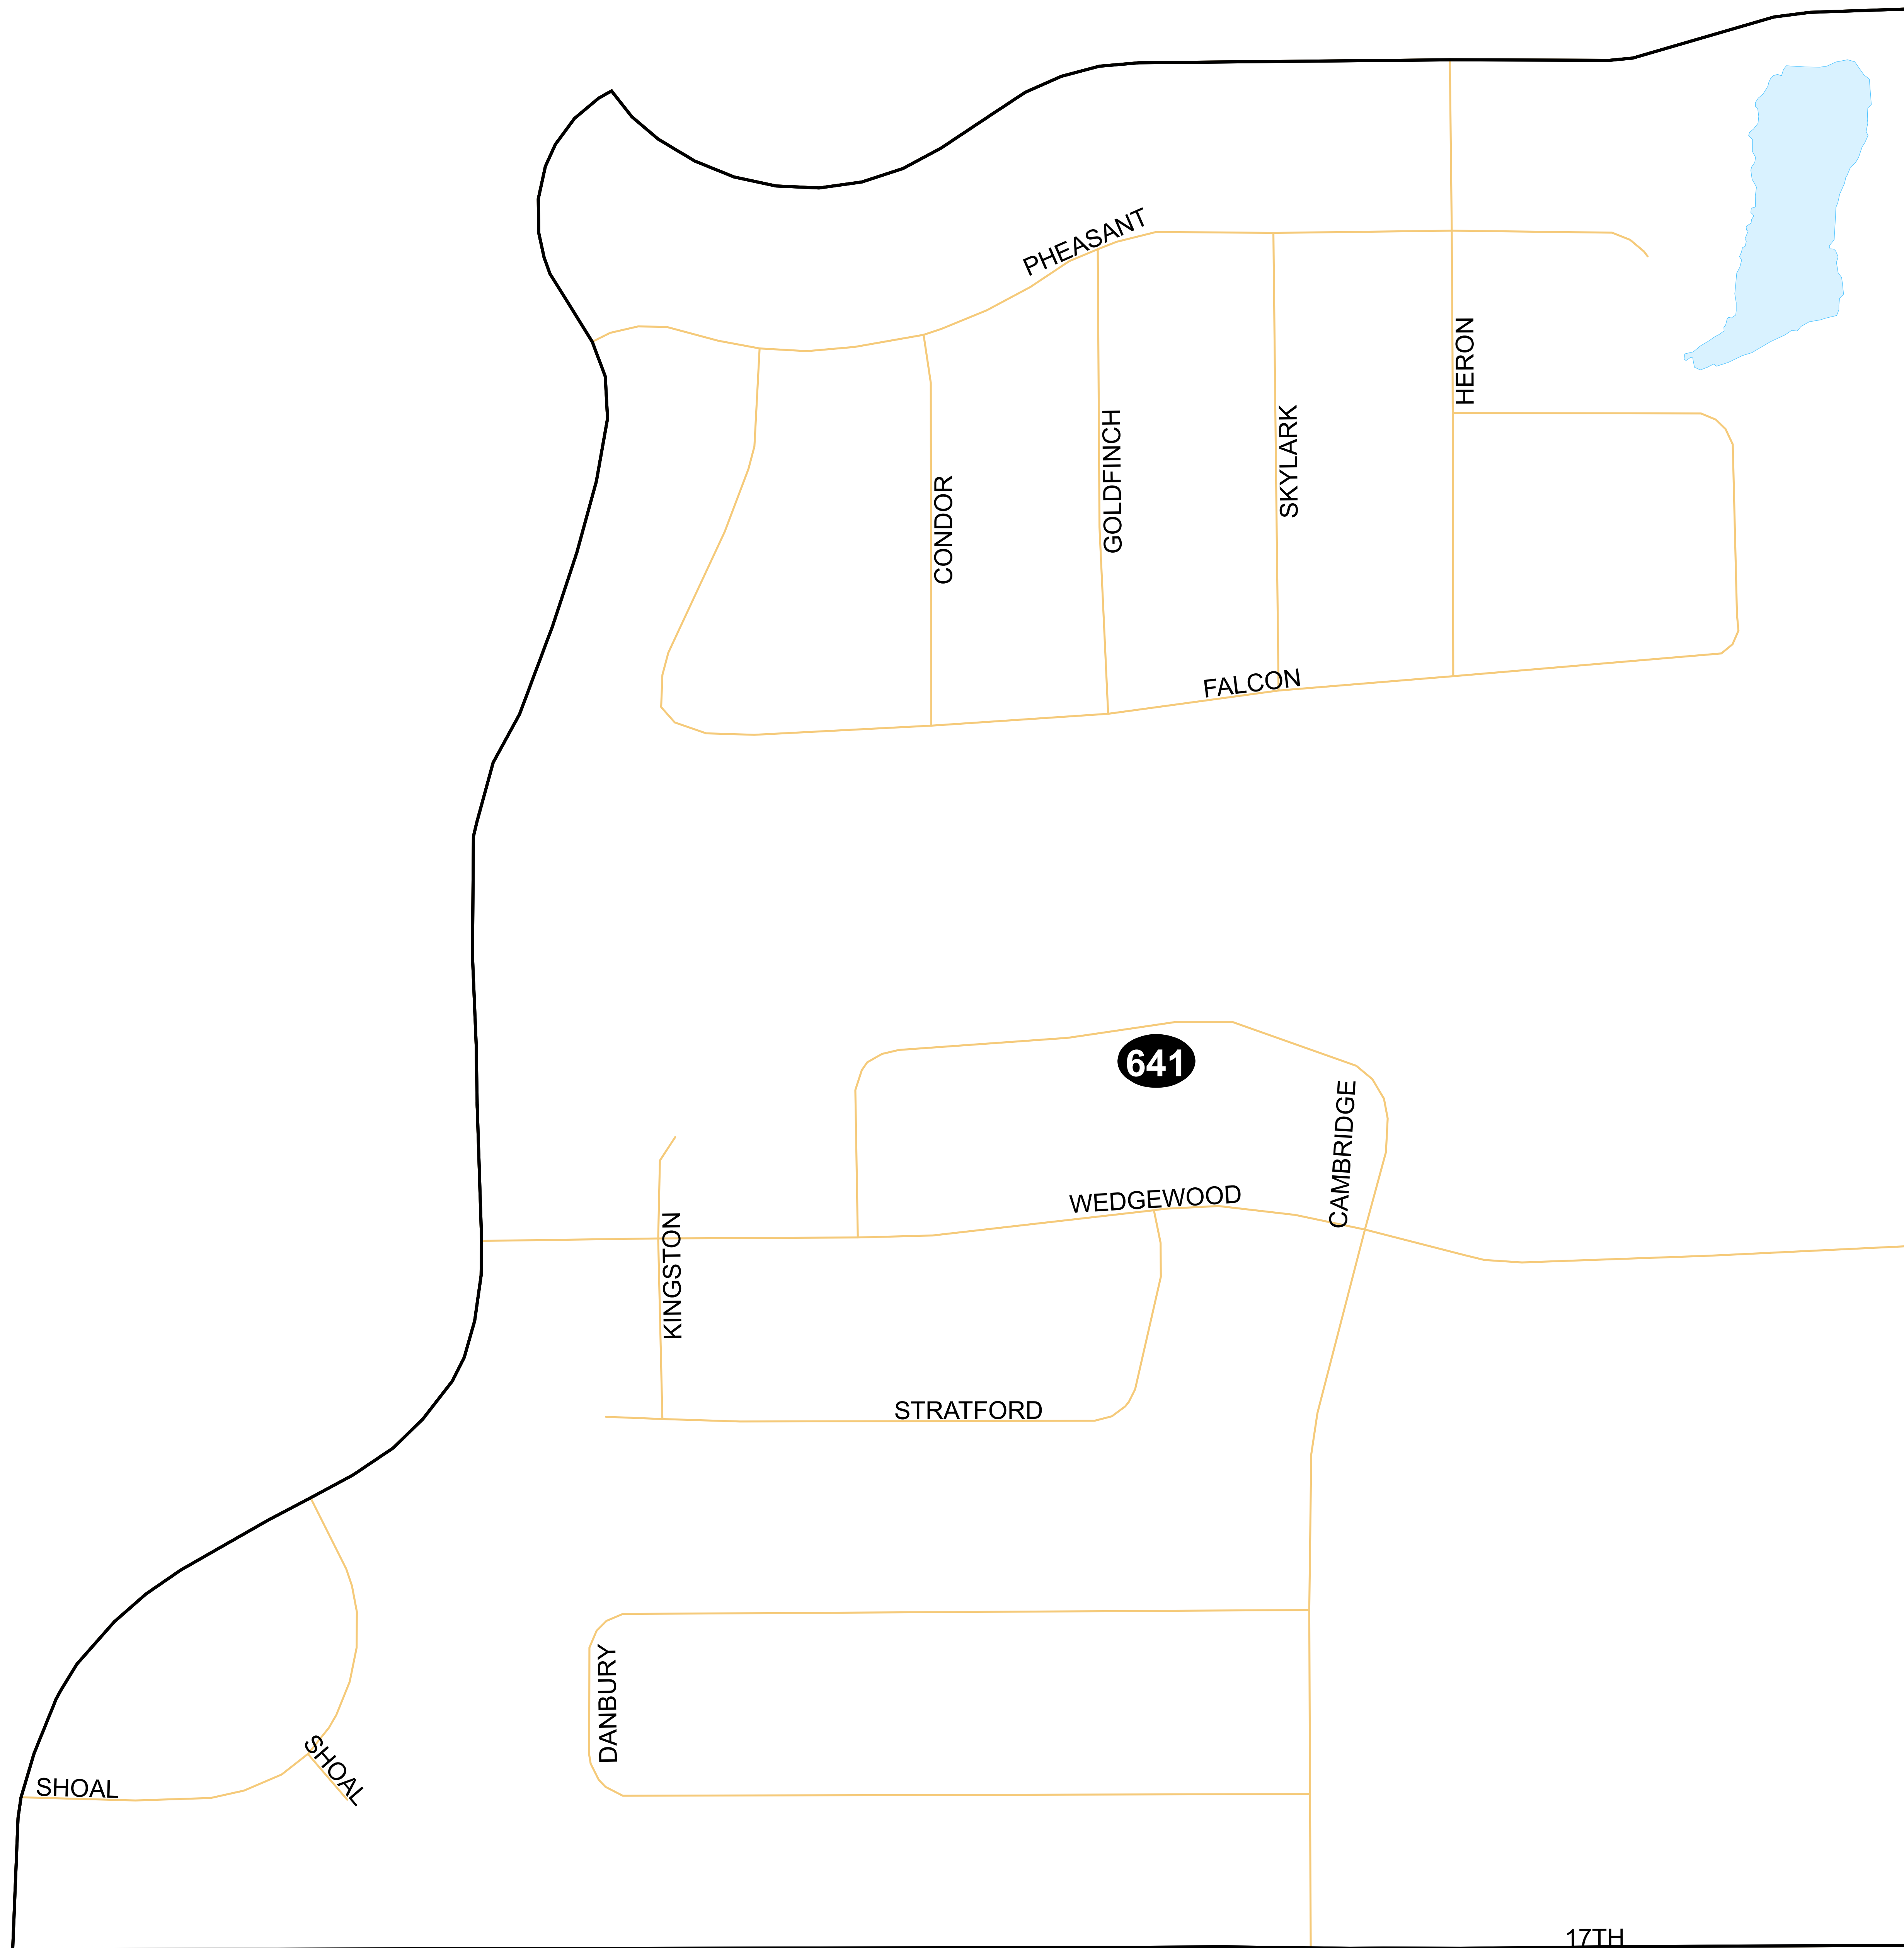 PHEASANT
HERON
SKYLARK
GOLDFINCH
CONDOR
FALCON
641
CAMBRIDGE
WEDGEWOOD
KINGSTON
STRATFORD
DANBURY
SHOAL
SHOAL
17TH